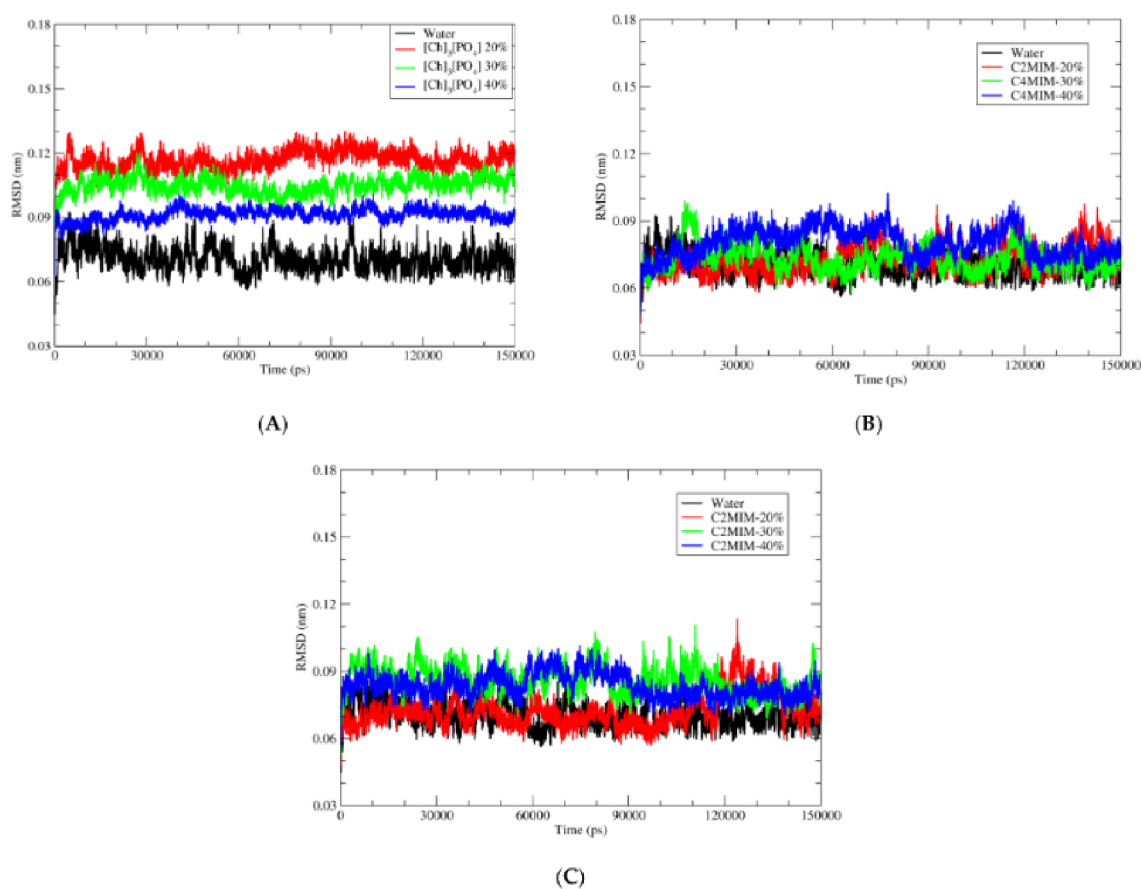 0.18
0.15
0.12
0.09
0.06
0.03
RMSD (nm)
Water
[Ch]3[PO4] 20%
[Ch]3[PO4] 30%
[Ch]3[PO4] 40%
0 30000 60000 90000 120000 150000
Time (ps)
(A)
0.18
0.15
0.12
0.09
0.06
0.03
RMSD (nm)
Water
C2MIM-20%
C4MIM-30%
C4MIM-40%
0 30000 60000 90000 120000 150000
Time (ps)
(B)
0.18
0.15
0.12
0.09
0.06
0.03
RMSD (nm)
Water
C2MIM-20%
C2MIM-30%
C2MIM-40%
0 30000 60000 90000 120000 150000
Time (ps)
(C)